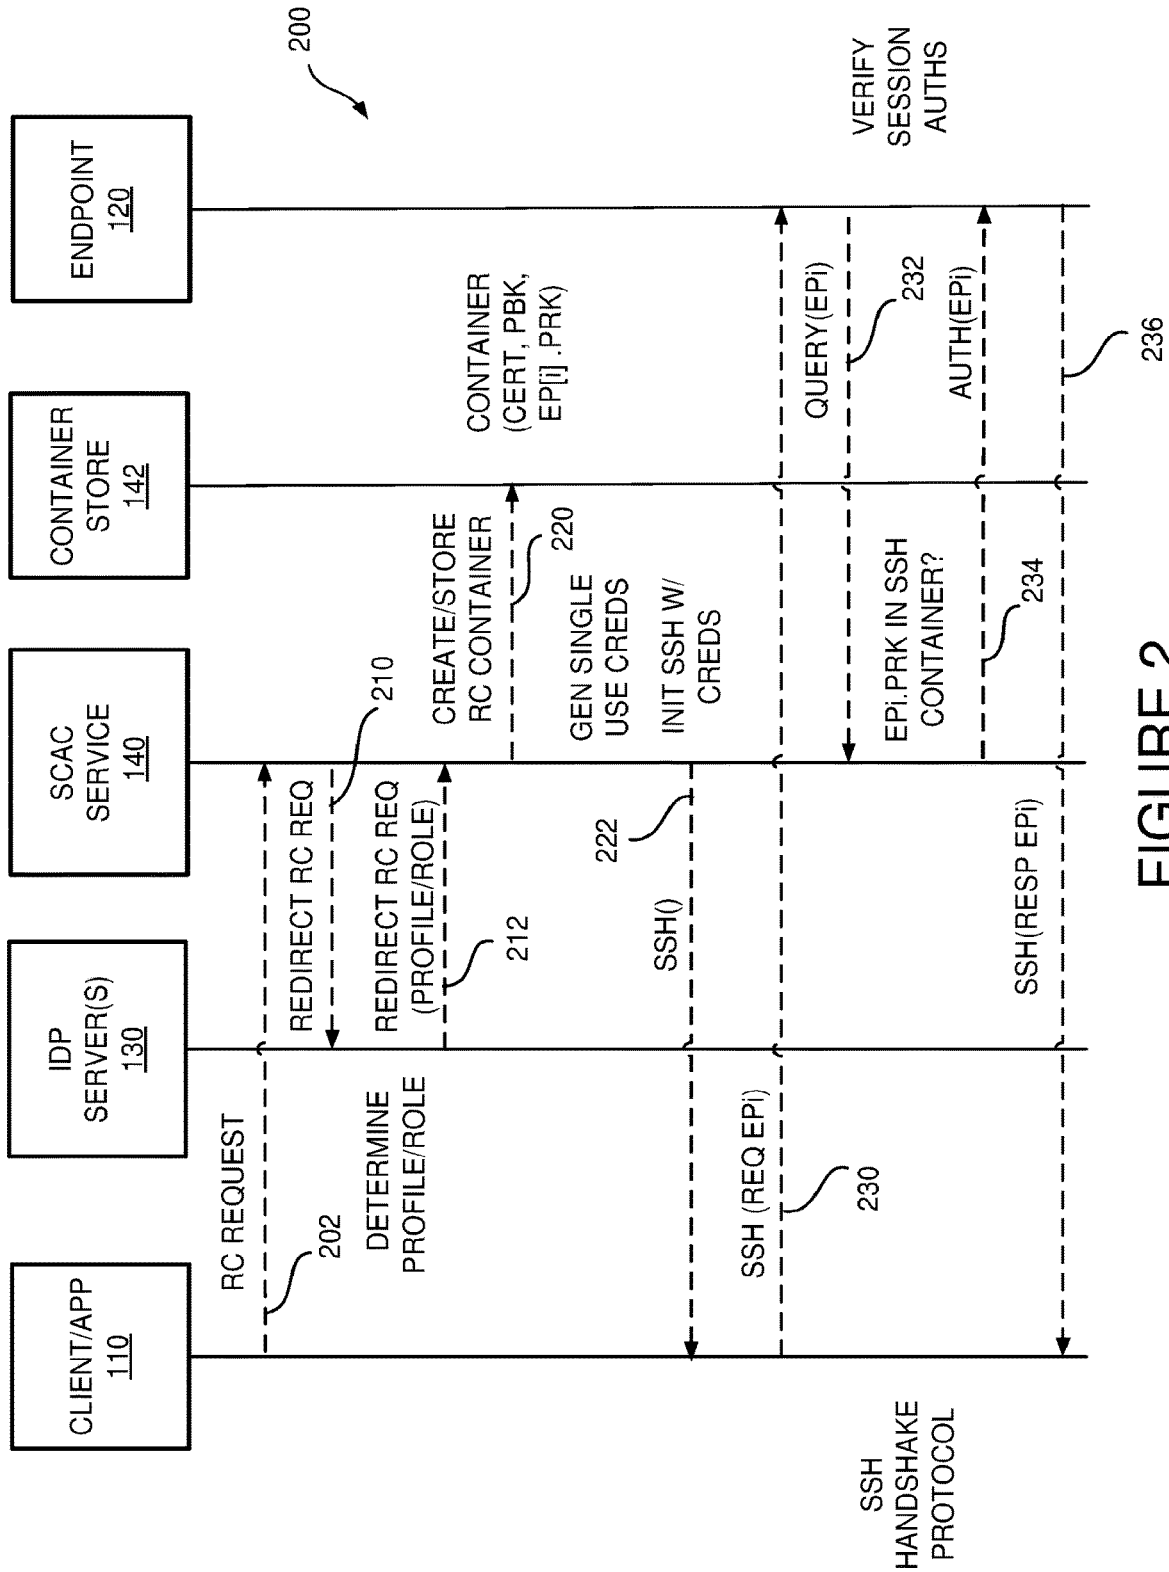 200
CLIENT/APP
110
IDP
SERVER(S)
130
SCAC
SERVICE
140
CONTAINER
STORE
142
ENDPOINT
120
RC REQUEST
202
REDIRECT RC REQ
210
DETERMINE
PROFILE/ROLE
REDIRECT RC REQ
(PROFILE/ROLE)
212
CREATE/STORE
RC CONTAINER
220
CONTAINER
(CERT, PBK,
EP[i].PRK)
GEN SINGLE
USE CREDS
INIT SSH W/
CREDS
SSH()
222
SSH (REQ EPi)
230
QUERY(EPi)
232
SSH
HANDSHAKE
PROTOCOL
EPi.PRK IN SSH
CONTAINER?
VERIFY
SESSION
AUTHS
AUTH(EPi)
234
SSH(RESP EPi)
236
FIGURE 2